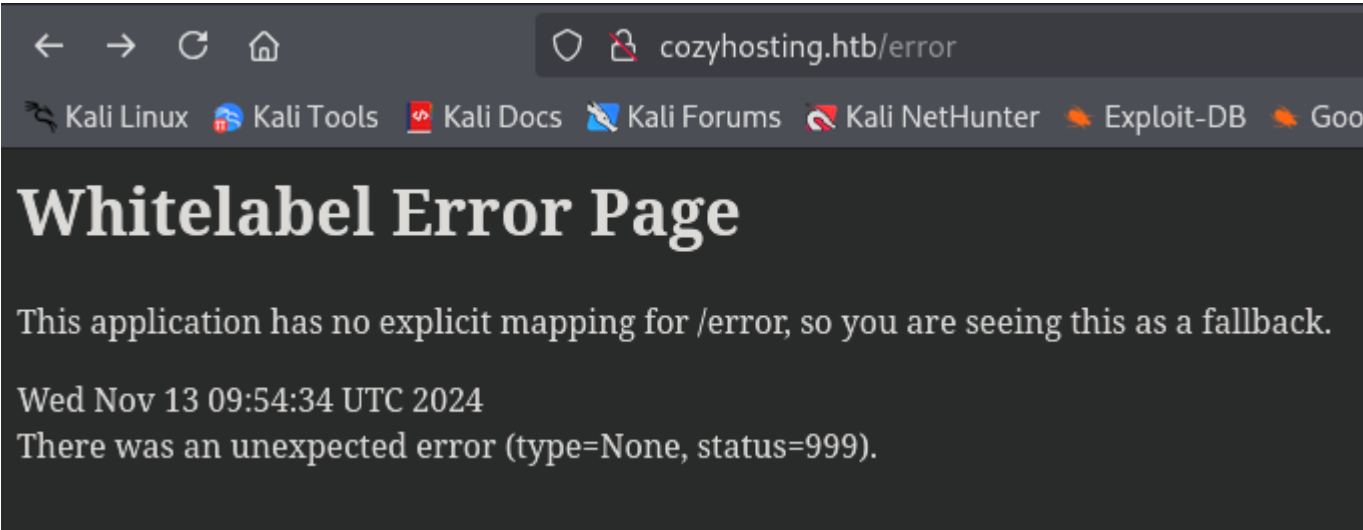 cozyhosting.htb/error
Kali Linux Kali Tools Kali Docs Kali Forums Kali NetHunter Exploit-DB Goo
Whitelabel Error Page
This application has no explicit mapping for /error, so you are seeing this as a fallback.
Wed Nov 13 09:54:34 UTC 2024
There was an unexpected error (type=None, status=999).